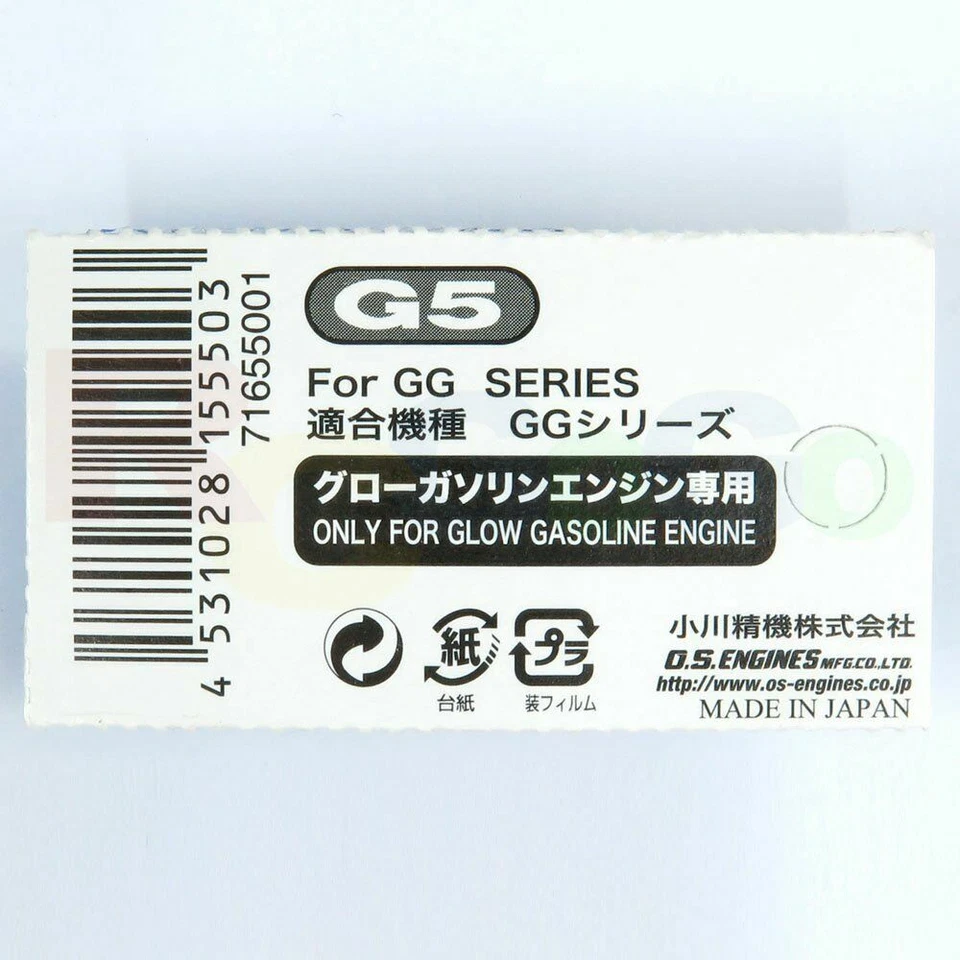 4 531028 155503
71655001
G5
For GG SERIES
適合機種 GGシリーズ
グローガソリンエンジン専用
ONLY FOR GLOW GASOLINE ENGINE
紙
台紙
プラ
装フィルム
小川精機株式会社
O.S.ENGINES MFG.CO.,LTD.
http://www.os-engines.co.jp
MADE IN JAPAN